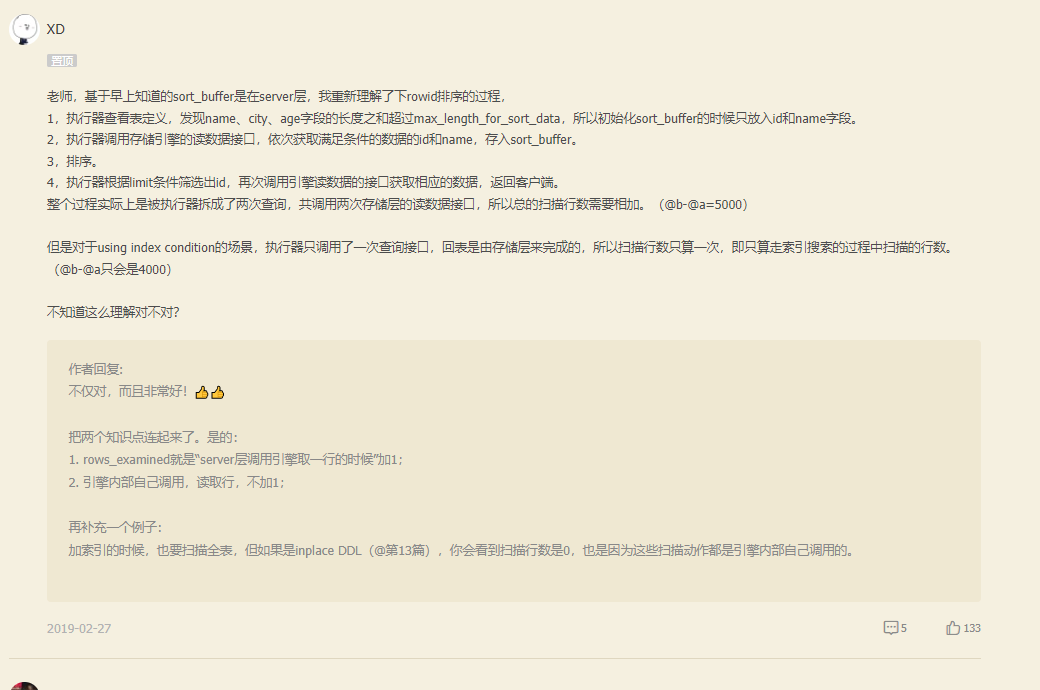 XD
置顶
老师，基于早上知道的sort_buffer是在server层，我重新理解了下rowid排序的过程，
1，执行器查看表定义，发现name、city、age字段的长度之和超过max_length_for_sort_data，所以初始化sort_buffer的时候只放入id和name字段。
2，执行器调用存储引擎的读数据接口，依次获取满足条件的数据的id和name，存入sort_buffer。
3，排序。
4，执行器根据limit条件筛选出id，再次调用引擎读数据的接口获取相应的数据，返回客户端。
整个过程实际上是被执行器拆成了两次查询，共调用两次存储层的读数据接口，所以总的扫描行数需要相加。（@b-@a=5000）
但是对于using index condition的场景，执行器只调用了一次查询接口，回表是由存储层来完成的，所以扫描行数只算一次，即只算走索引搜索的过程中扫描的行数。
（@b-@a只会是4000）
不知道这么理解对不对？
作者回复:
不仅对，而且非常好！👍👍
把两个知识点连起来了。是的：
1. rows_examined就是“server层调用引擎取一行的时候”加1；
2. 引擎内部自己调用，读取行，不加1；
再补充一个例子：
加索引的时候，也要扫描全表，但如果是inplace DDL（@第13篇），你会看到扫描行数是0，也是因为这些扫描动作都是引擎内部自己调用的。
2019-02-27
5
133